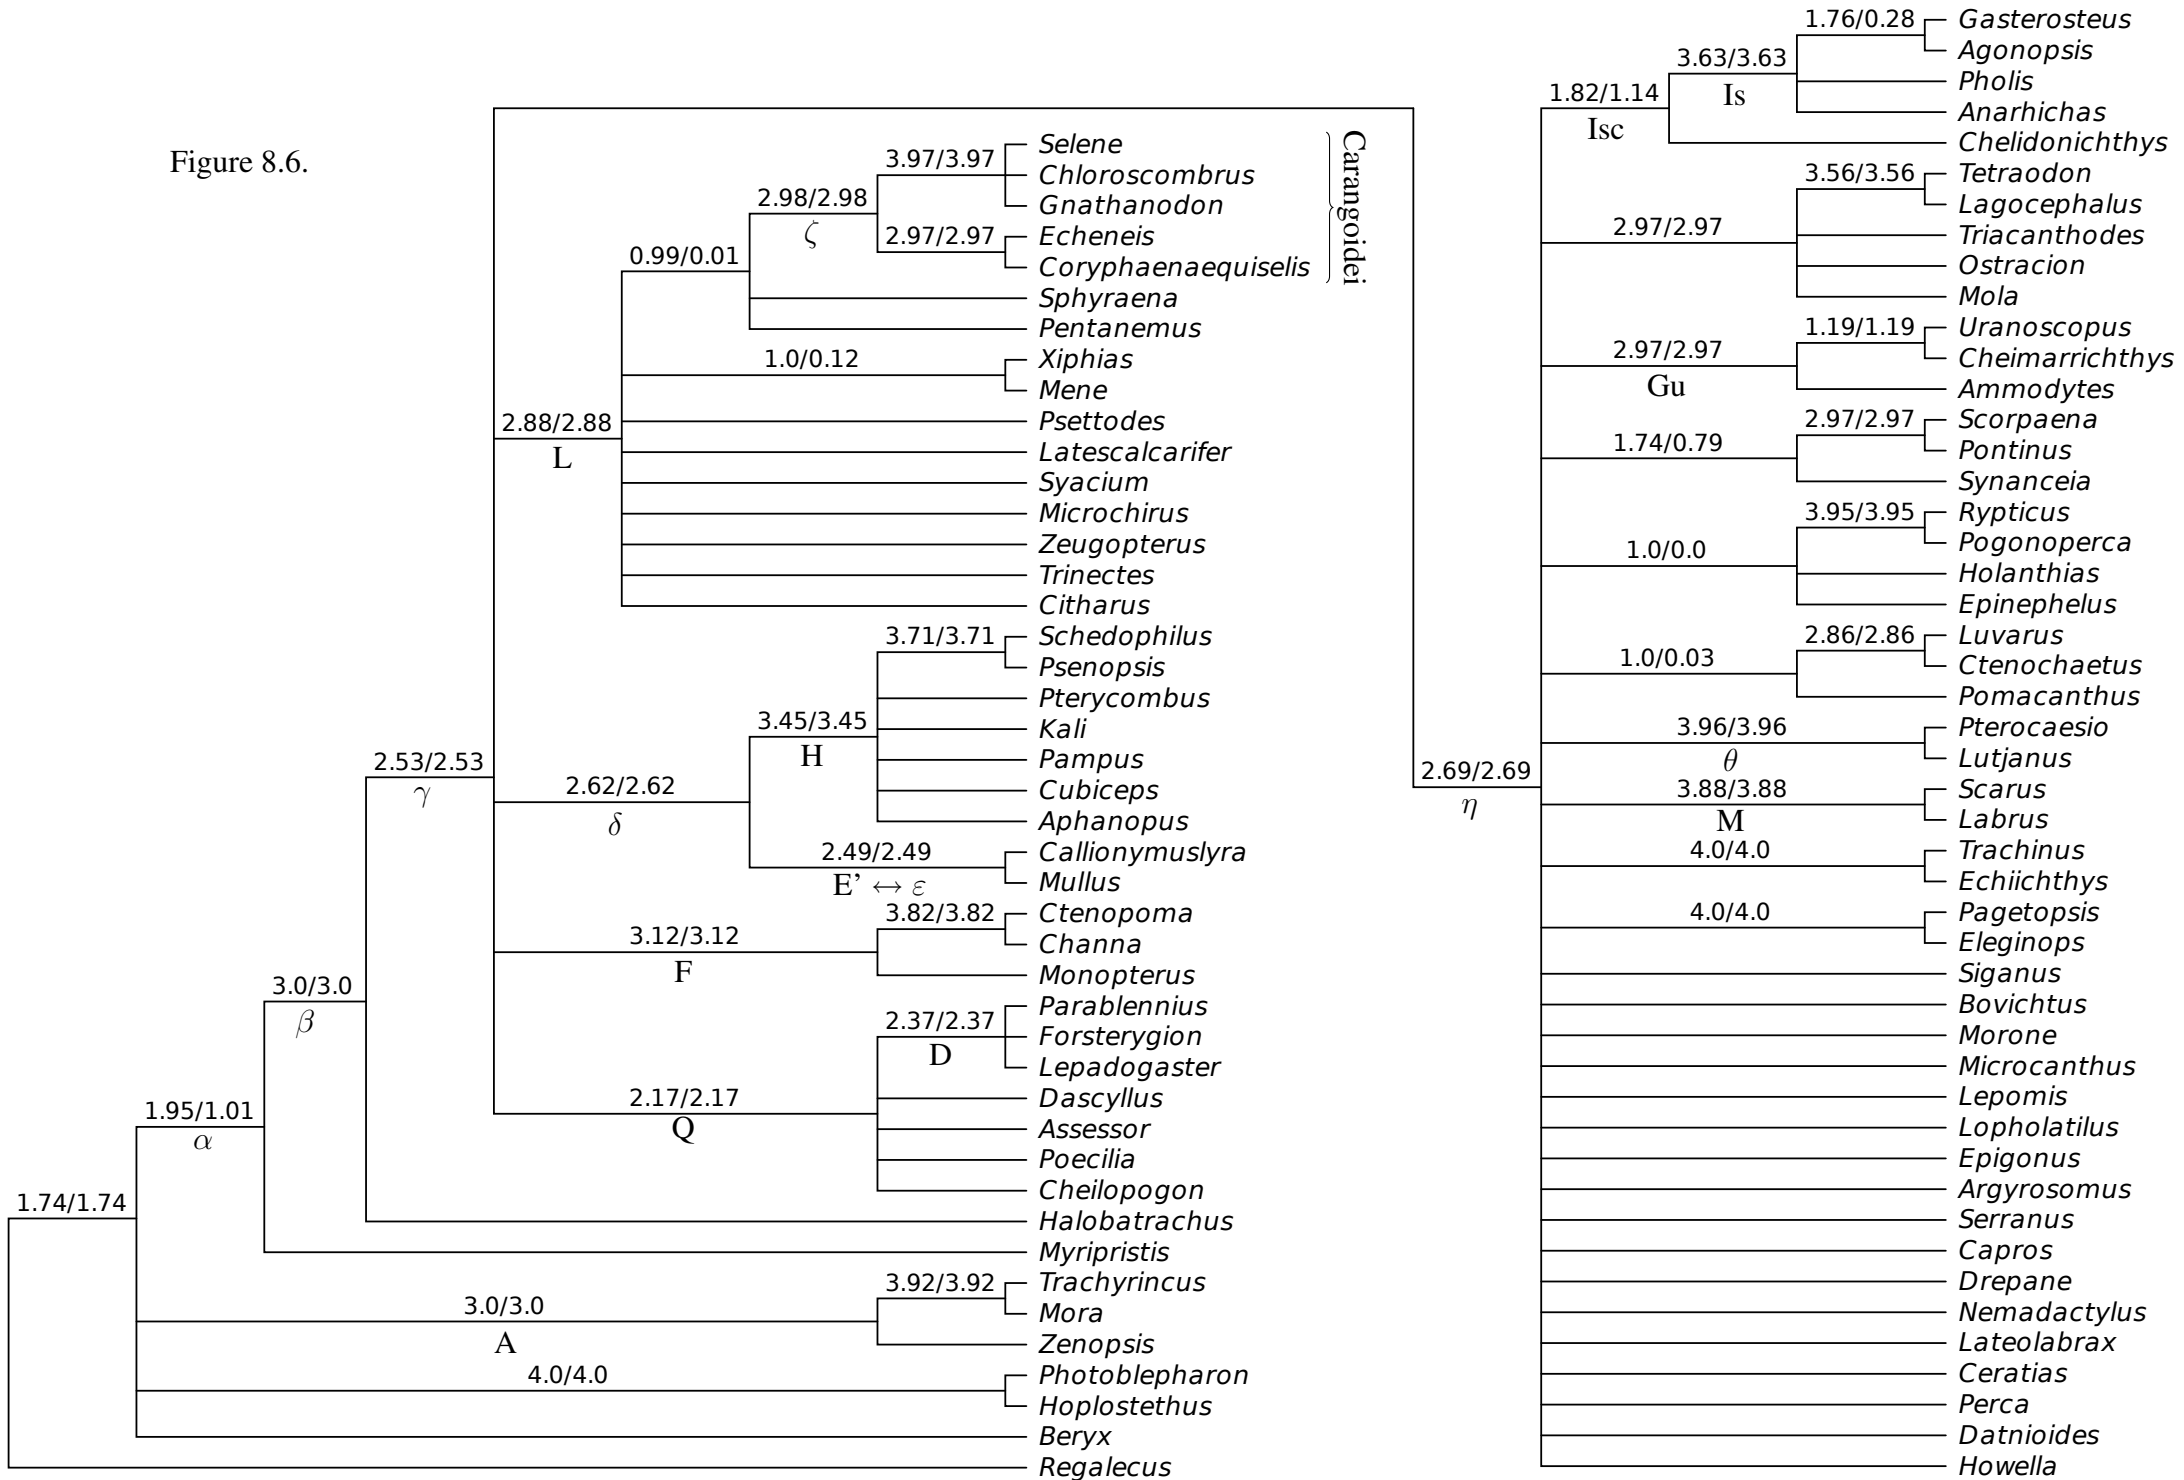 Figure 8.6.
1.74/1.74
1.95/1.01
α
3.0/3.0
β
2.53/2.53
γ
2.88/2.88
L
0.99/0.01
2.98/2.98
ζ
3.97/3.97
Selene
Chloroscombrus
Gnathanodon
2.97/2.97
Echeneis
Coryphaenaequiselis
Carangoidei
Sphyraena
Pentanemus
1.0/0.12
Xiphias
Mene
Psettodes
Latescalcarifer
Syacium
Microchirus
Zeugopterus
Trinectes
Citharus
2.62/2.62
δ
3.45/3.45
H
3.71/3.71
Schedophilus
Psenopsis
Pterycombus
Kali
Pampus
Cubiceps
Aphanopus
2.49/2.49
E’ ↔ ε
Callionymuslyra
Mullus
3.12/3.12
F
3.82/3.82
Ctenopoma
Channa
Monopterus
2.17/2.17
Q
2.37/2.37
D
Parablennius
Forsterygion
Lepadogaster
Dascyllus
Assessor
Poecilia
Cheilopogon
Halobatrachus
Myripristis
3.0/3.0
A
3.92/3.92
Trachyrincus
Mora
Zenopsis
4.0/4.0
Photoblepharon
Hoplostethus
Beryx
Regalecus
2.69/2.69
η
1.82/1.14
Isc
3.63/3.63
Is
1.76/0.28
Gasterosteus
Agonopsis
Pholis
Anarhichas
Chelidonichthys
2.97/2.97
3.56/3.56
Tetraodon
Lagocephalus
Triacanthodes
Ostracion
Mola
2.97/2.97
Gu
1.19/1.19
Uranoscopus
Cheimarrichthys
Ammodytes
1.74/0.79
2.97/2.97
Scorpaena
Pontinus
Synanceia
1.0/0.0
3.95/3.95
Rypticus
Pogonoperca
Holanthias
Epinephelus
1.0/0.03
2.86/2.86
Luvarus
Ctenochaetus
Pomacanthus
3.96/3.96
θ
Pterocaesio
Lutjanus
3.88/3.88
M
Scarus
Labrus
4.0/4.0
Trachinus
Echiichthys
4.0/4.0
Pagetopsis
Eleginops
Siganus
Bovichtus
Morone
Microcanthus
Lepomis
Lopholatilus
Epigonus
Argyrosomus
Serranus
Capros
Drepane
Nemadactylus
Lateolabrax
Ceratias
Perca
Datnioides
Howella